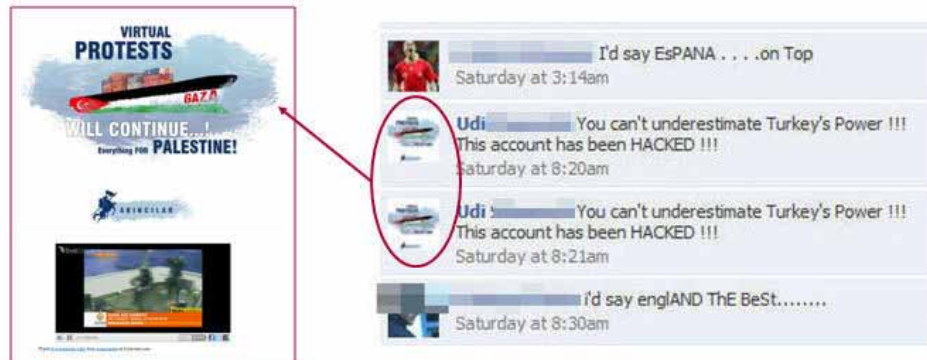 VIRTUAL
PROTESTS
GAZA
WILL CONTINUE...!
Everything FOR PALESTINE!
AKINCILAR
I'd say EsPANA . . . .on Top
Saturday at 3:14am
Udi You can't underestimate Turkey's Power !!!
This account has been HACKED !!!
Saturday at 8:20am
Udi You can't underestimate Turkey's Power !!!
This account has been HACKED !!!
Saturday at 8:21am
i'd say englAND ThE BeSt........
Saturday at 8:30am